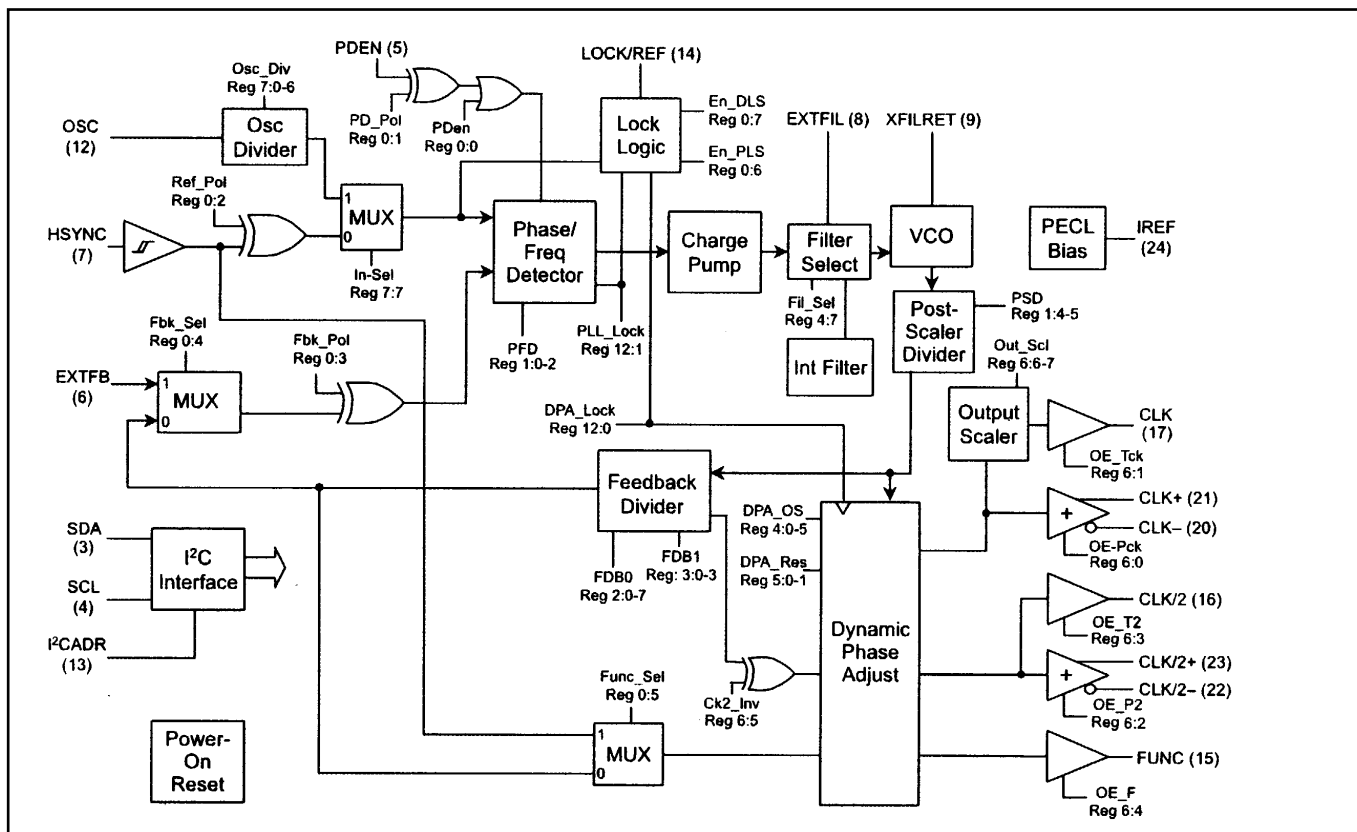 PDEN (5)
LOCK/REF (14)
Osc_Div
Reg 7:0-6
OSC
(12)
Osc
Divider
PD_Pol
Reg 0:1
PDen
Reg 0:0
Lock
Logic
En_DLS
Reg 0:7
En_PLS
Reg 0:6
EXTFIL (8)
XFILRET (9)
Ref_Pol
Reg 0:2
HSYNC
(7)
1
MUX
0
In-Sel
Reg 7:7
Phase/
Freq
Detector
Charge
Pump
Filter
Select
VCO
PECL
Bias
IREF
(24)
Fil_Sel
Reg 4:7
Post-
Scaler
Divider
PSD
Reg 1:4-5
Fbk_Sel
Reg 0:4
Fbk_Pol
Reg 0:3
PFD
Reg 1:0-2
PLL_Lock
Reg 12:1
Int Filter
Out_Scl
Reg 6:6-7
EXTFB
(6)
1
MUX
0
DPA_Lock
Reg 12:0
Output
Scaler
CLK
(17)
OE_Tck
Reg 6:1
Feedback
Divider
DPA_OS
Reg 4:0-5
+
CLK+ (21)
CLK– (20)
OE-Pck
Reg 6:0
SDA
(3)
SCL
(4)
I²C
Interface
I²CADR
(13)
FDB0
Reg 2:0-7
FDB1
Reg: 3:0-3
DPA_Res
Reg 5:0-1
CLK/2 (16)
OE_T2
Reg 6:3
Dynamic
Phase
Adjust
+
CLK/2+ (23)
CLK/2– (22)
OE_P2
Reg 6:2
Ck2_Inv
Reg 6:5
Func_Sel
Reg 0:5
1
MUX
0
Power-
On
Reset
FUNC (15)
OE_F
Reg 6:4